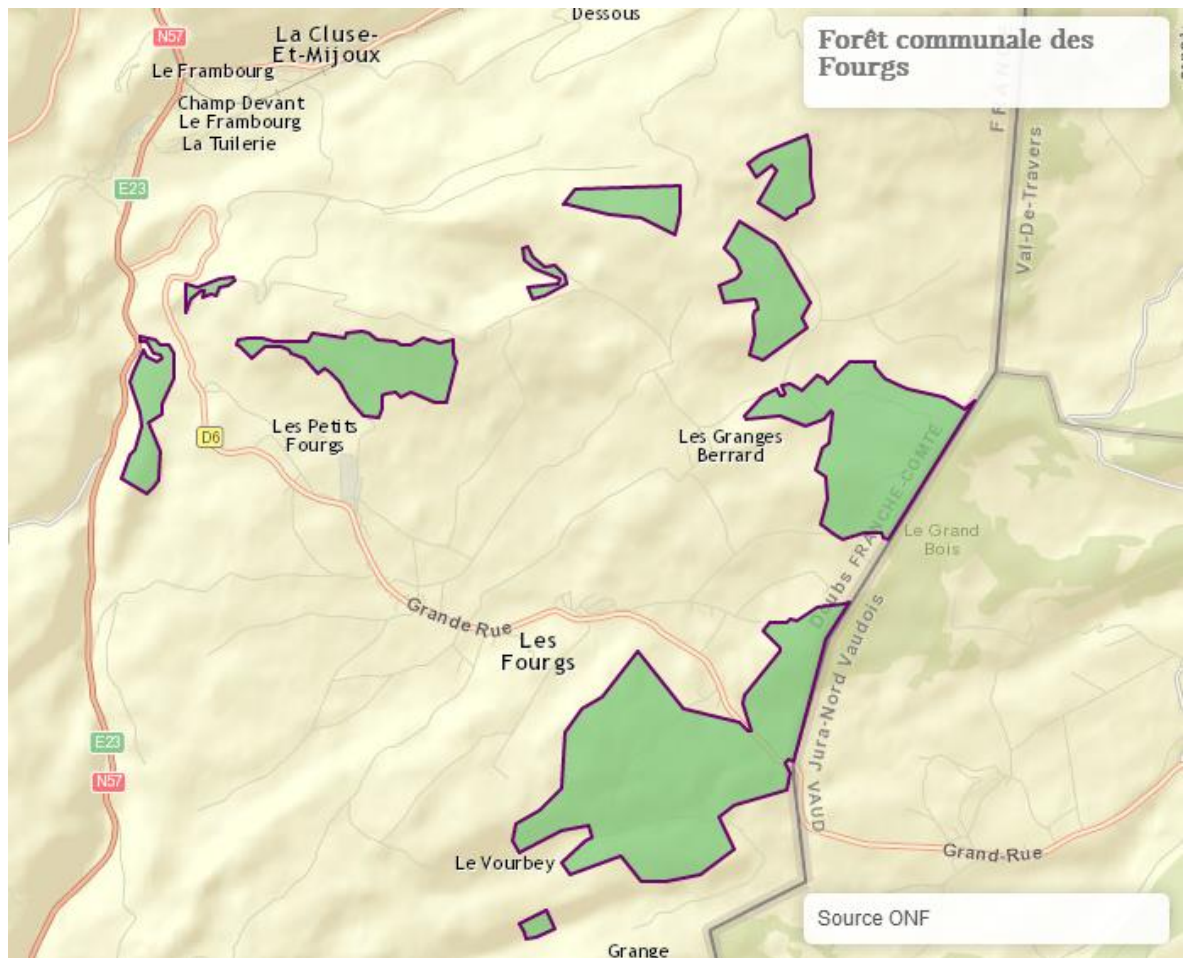 Dessous
N57
La Cluse-
Et-Mijoux
Forêt communale des
Fourgs
Le Frambourg
Champ Devant
Le Frambourg
La Tuilerie
E23
Val-De-Travers
D6
Les Petits
Fourgs
Les Granges
Berrard
Doubs FRANCHE-COMTE
Le Grand
Bois
Grande Rue
Les
Fourgs
VAUD Jura-Nord Vaudois
E23
N57
Le Vourbey
Grand-Rue
Source ONF
Grange